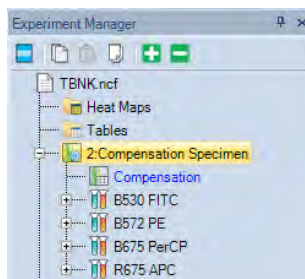 Experiment Manager
TBNK.ncf
Heat Maps
Tables
2:Compensation Specimen
Compensation
B530 FITC
B572 PE
B675 PerCP
R675 APC